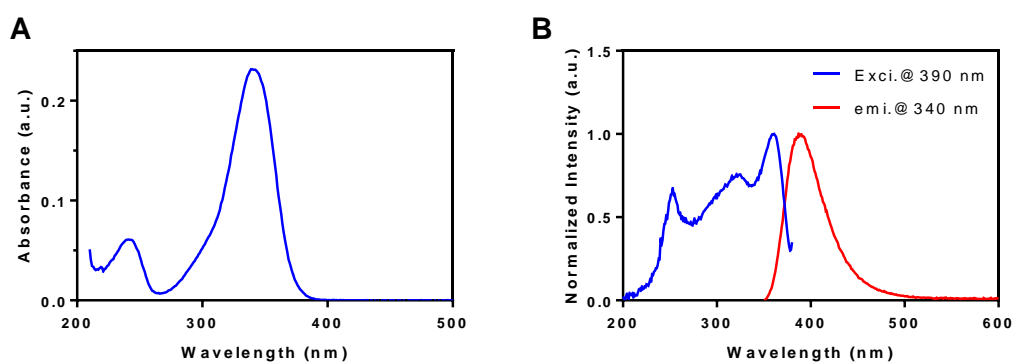 A
Absorbance (a.u.)
0.2
0.1
0.0
200
300
400
500
Wavelength (nm)
B
Normalized Intensity (a.u.)
1.5
1.0
0.5
0.0
Exci.@ 390 nm
emi.@ 340 nm
200
300
400
500
600
Wavelength (nm)